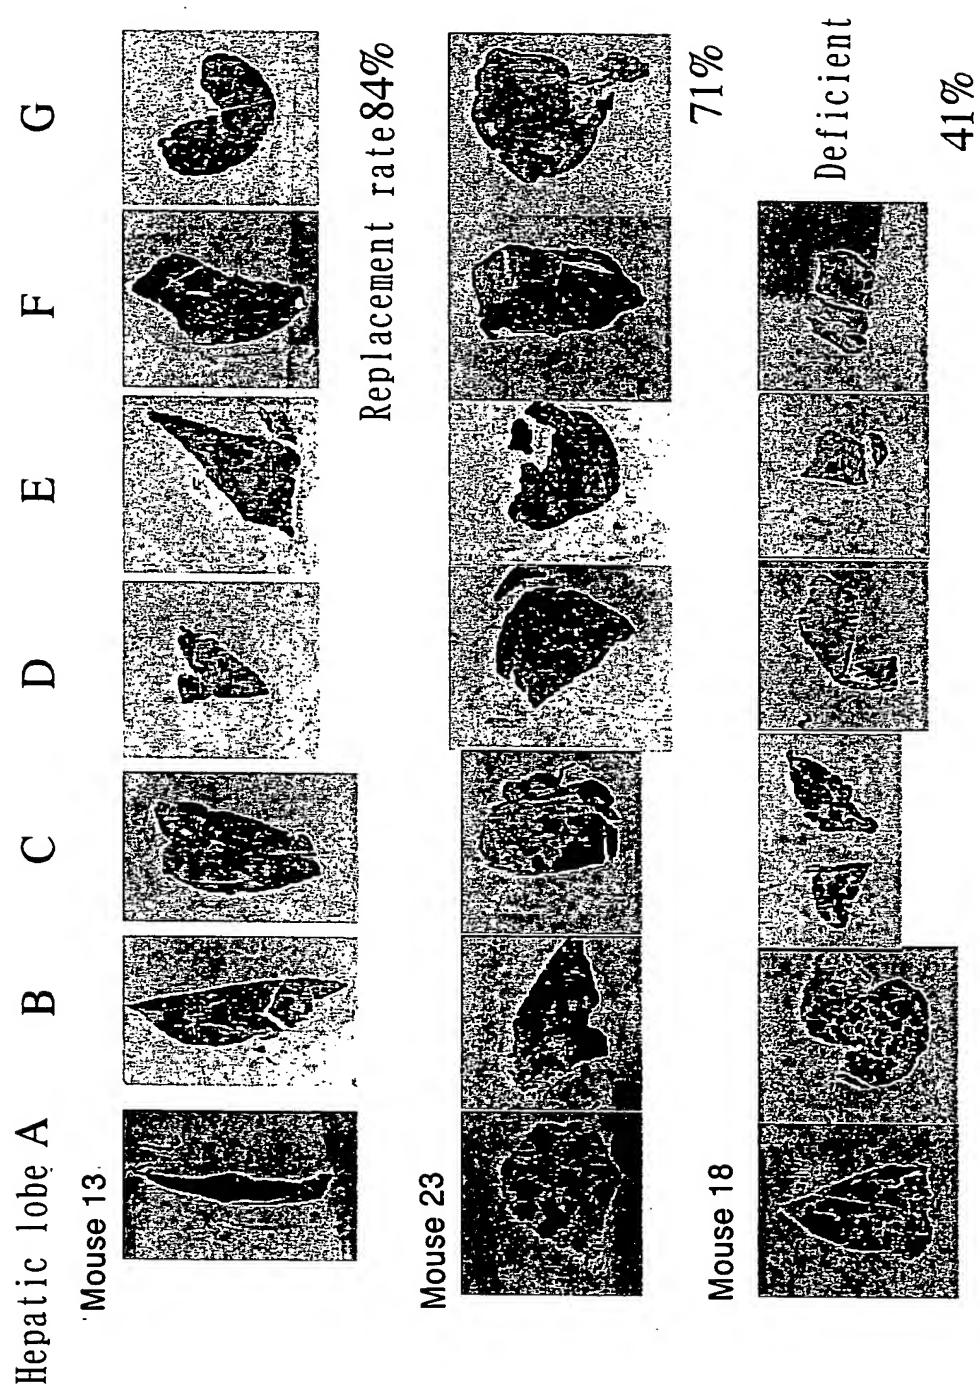 Hepatic lobe A B C D E F G
Mouse 13
Replacement rate84%
Mouse 23
71%
Mouse 18
Deficient
41%